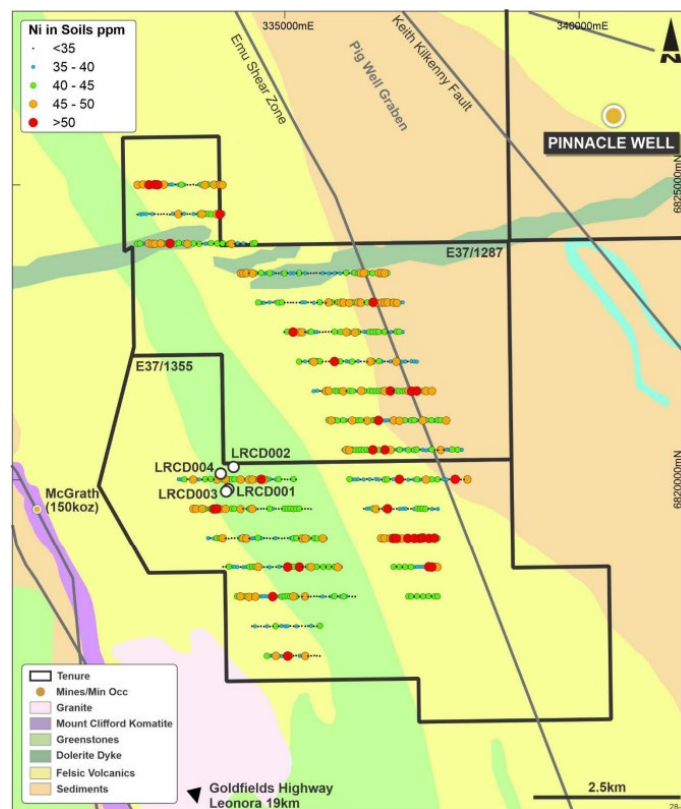 Ni in Soils ppm
<35
35 - 40
40 - 45
45 - 50
>50
335000mE
340000mE
Emu Shear Zone
Pig Well Graben
Keith Kilkenny Fault
N
PINNACLE WELL
6825000mN
E37/1287
E37/1355
LRCD002
LRCD004
LRCD003
LRCD001
McGrath
(150koz)
6820000mN
Tenure
Mines/Min Occ
Granite
Mount Clifford Komatite
Greenstones
Dolerite Dyke
Felsic Volcanics
Sediments
Goldfields Highway
Leonora 19km
2.5km